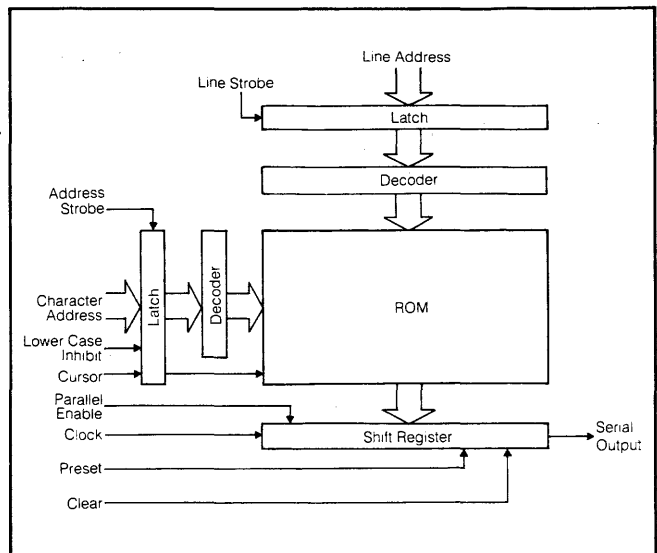 Line Address
Line Strobe
Latch
Decoder
Address
Strobe
Latch
Decoder
ROM
Character
Address
Lower Case
Inhibit
Cursor
Parallel
Enable
Clock
Shift Register
Serial
Output
Preset
Clear